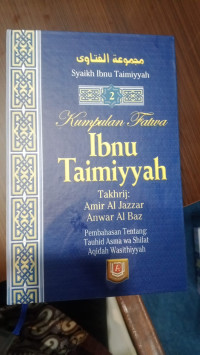 مجموعة الفتاوى
Syaikh Ibnu Taimiyyah
2
Kumpulan Fatwa
Ibnu
Taimiyyah
Takhrij:
Amir Al Jazzar
Anwar Al Baz
Pembahasan Tentang:
Tauhid Asma wa Shifat
Aqidah Wasithiyyah